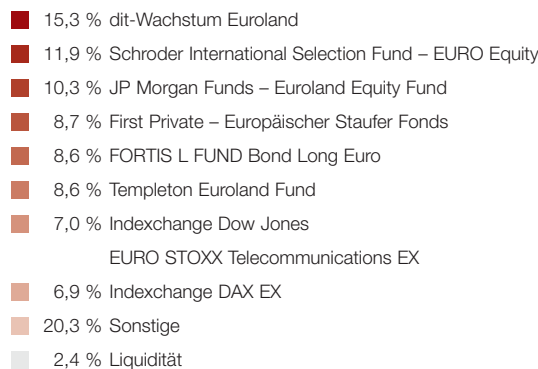 15,3 % dit-Wachstum Euroland
11,9 % Schroder International Selection Fund – EURO Equity
10,3 % JP Morgan Funds – Euroland Equity Fund
8,7 % First Private – Europäischer Staufer Fonds
8,6 % FORTIS L FUND Bond Long Euro
8,6 % Templeton Euroland Fund
7,0 % Indexchange Dow Jones
EURO STOXX Telecommunications EX
6,9 % Indexchange DAX EX
20,3 % Sonstige
2,4 % Liquidität